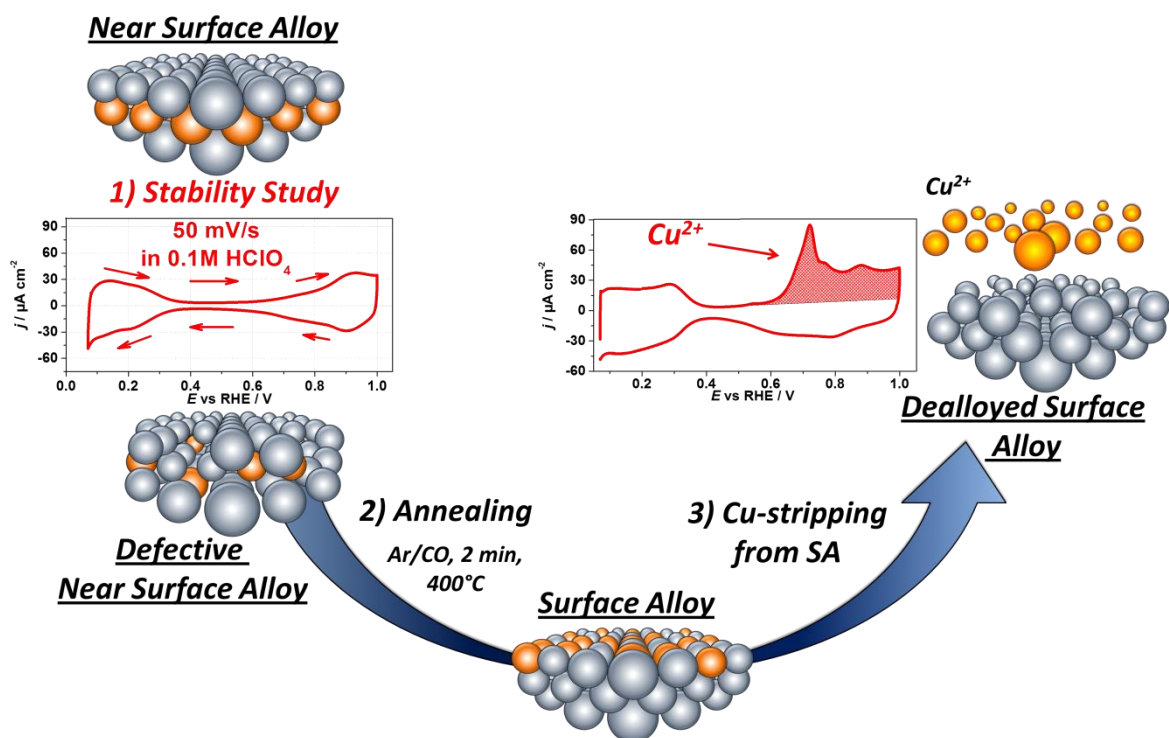 Near Surface Alloy
1) Stability Study
90
60
30
0
-30
-60
j / µA cm⁻²
50 mV/s
in 0.1M HClO₄
0.0 0.2 0.4 0.6 0.8 1.0
E vs RHE / V
Defective
Near Surface Alloy
2) Annealing
Ar/CO, 2 min,
400°C
Surface Alloy
3) Cu-stripping
from SA
90
60
30
0
-30
-60
j / µA cm⁻²
Cu²⁺
0.2 0.4 0.6 0.8 1.0
E vs RHE / V
Cu²⁺
Dealloyed Surface
Alloy